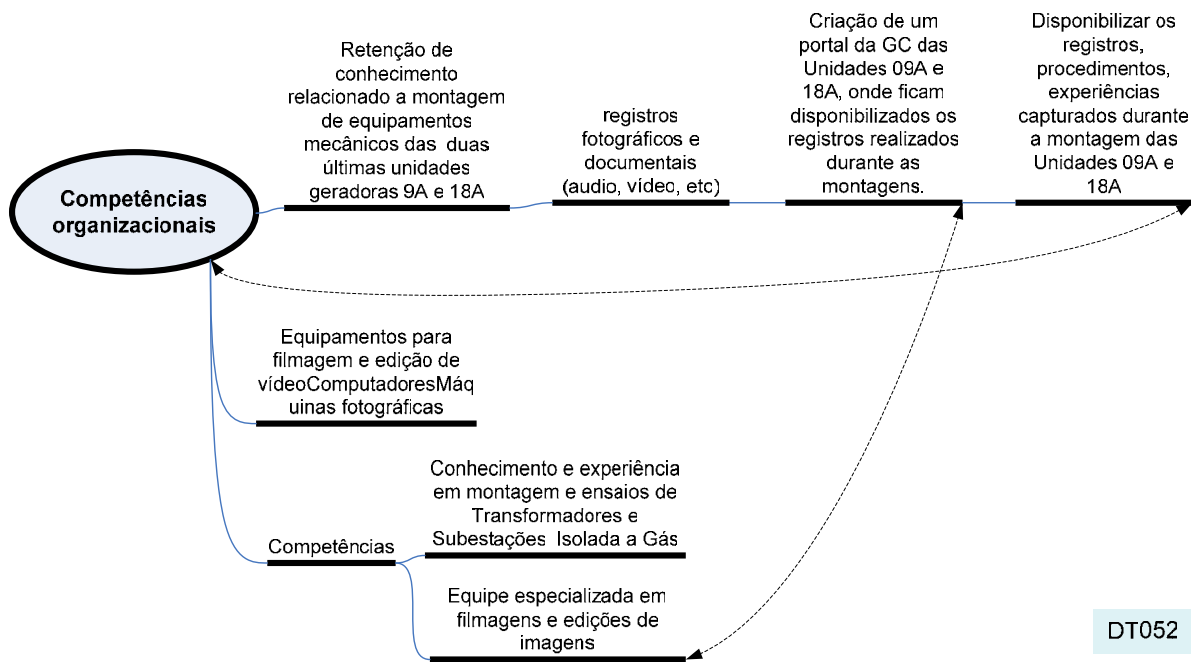 Competências
organizacionais
Retenção de
conhecimento
relacionado a montagem
de equipamentos
mecânicos das duas
últimas unidades
geradoras 9A e 18A
registros
fotográficos e
documentais
(audio, vídeo, etc)
Criação de um
portal da GC das
Unidades 09A e
18A, onde ficam
disponibilizados os
registros realizados
durante as
montagens.
Disponibilizar os
registros,
procedimentos,
experiências
capturados durante
a montagem das
Unidades 09A e
18A
Equipamentos para
filmagem e edição de
vídeoComputadoresMáq
uinas fotográficas
Competências
Conhecimento e experiência
em montagem e ensaios de
Transformadores e
Subestações Isolada a Gás
Equipe especializada em
filmagens e edições de
imagens
DT052